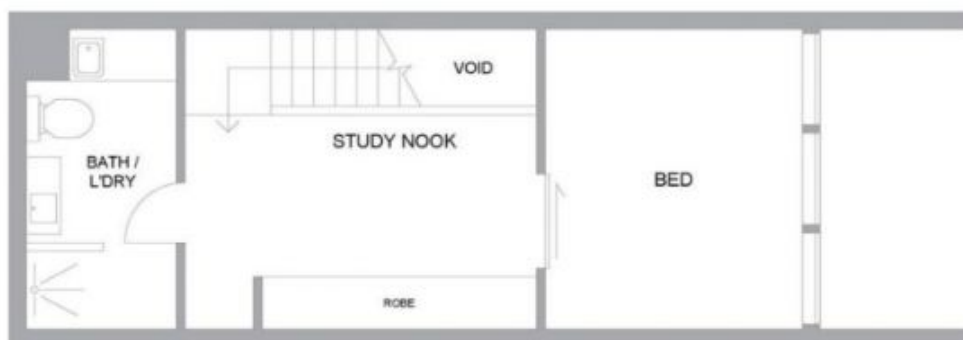 VOID
STUDY NOOK
BATH /
L'DRY
BED
ROBE